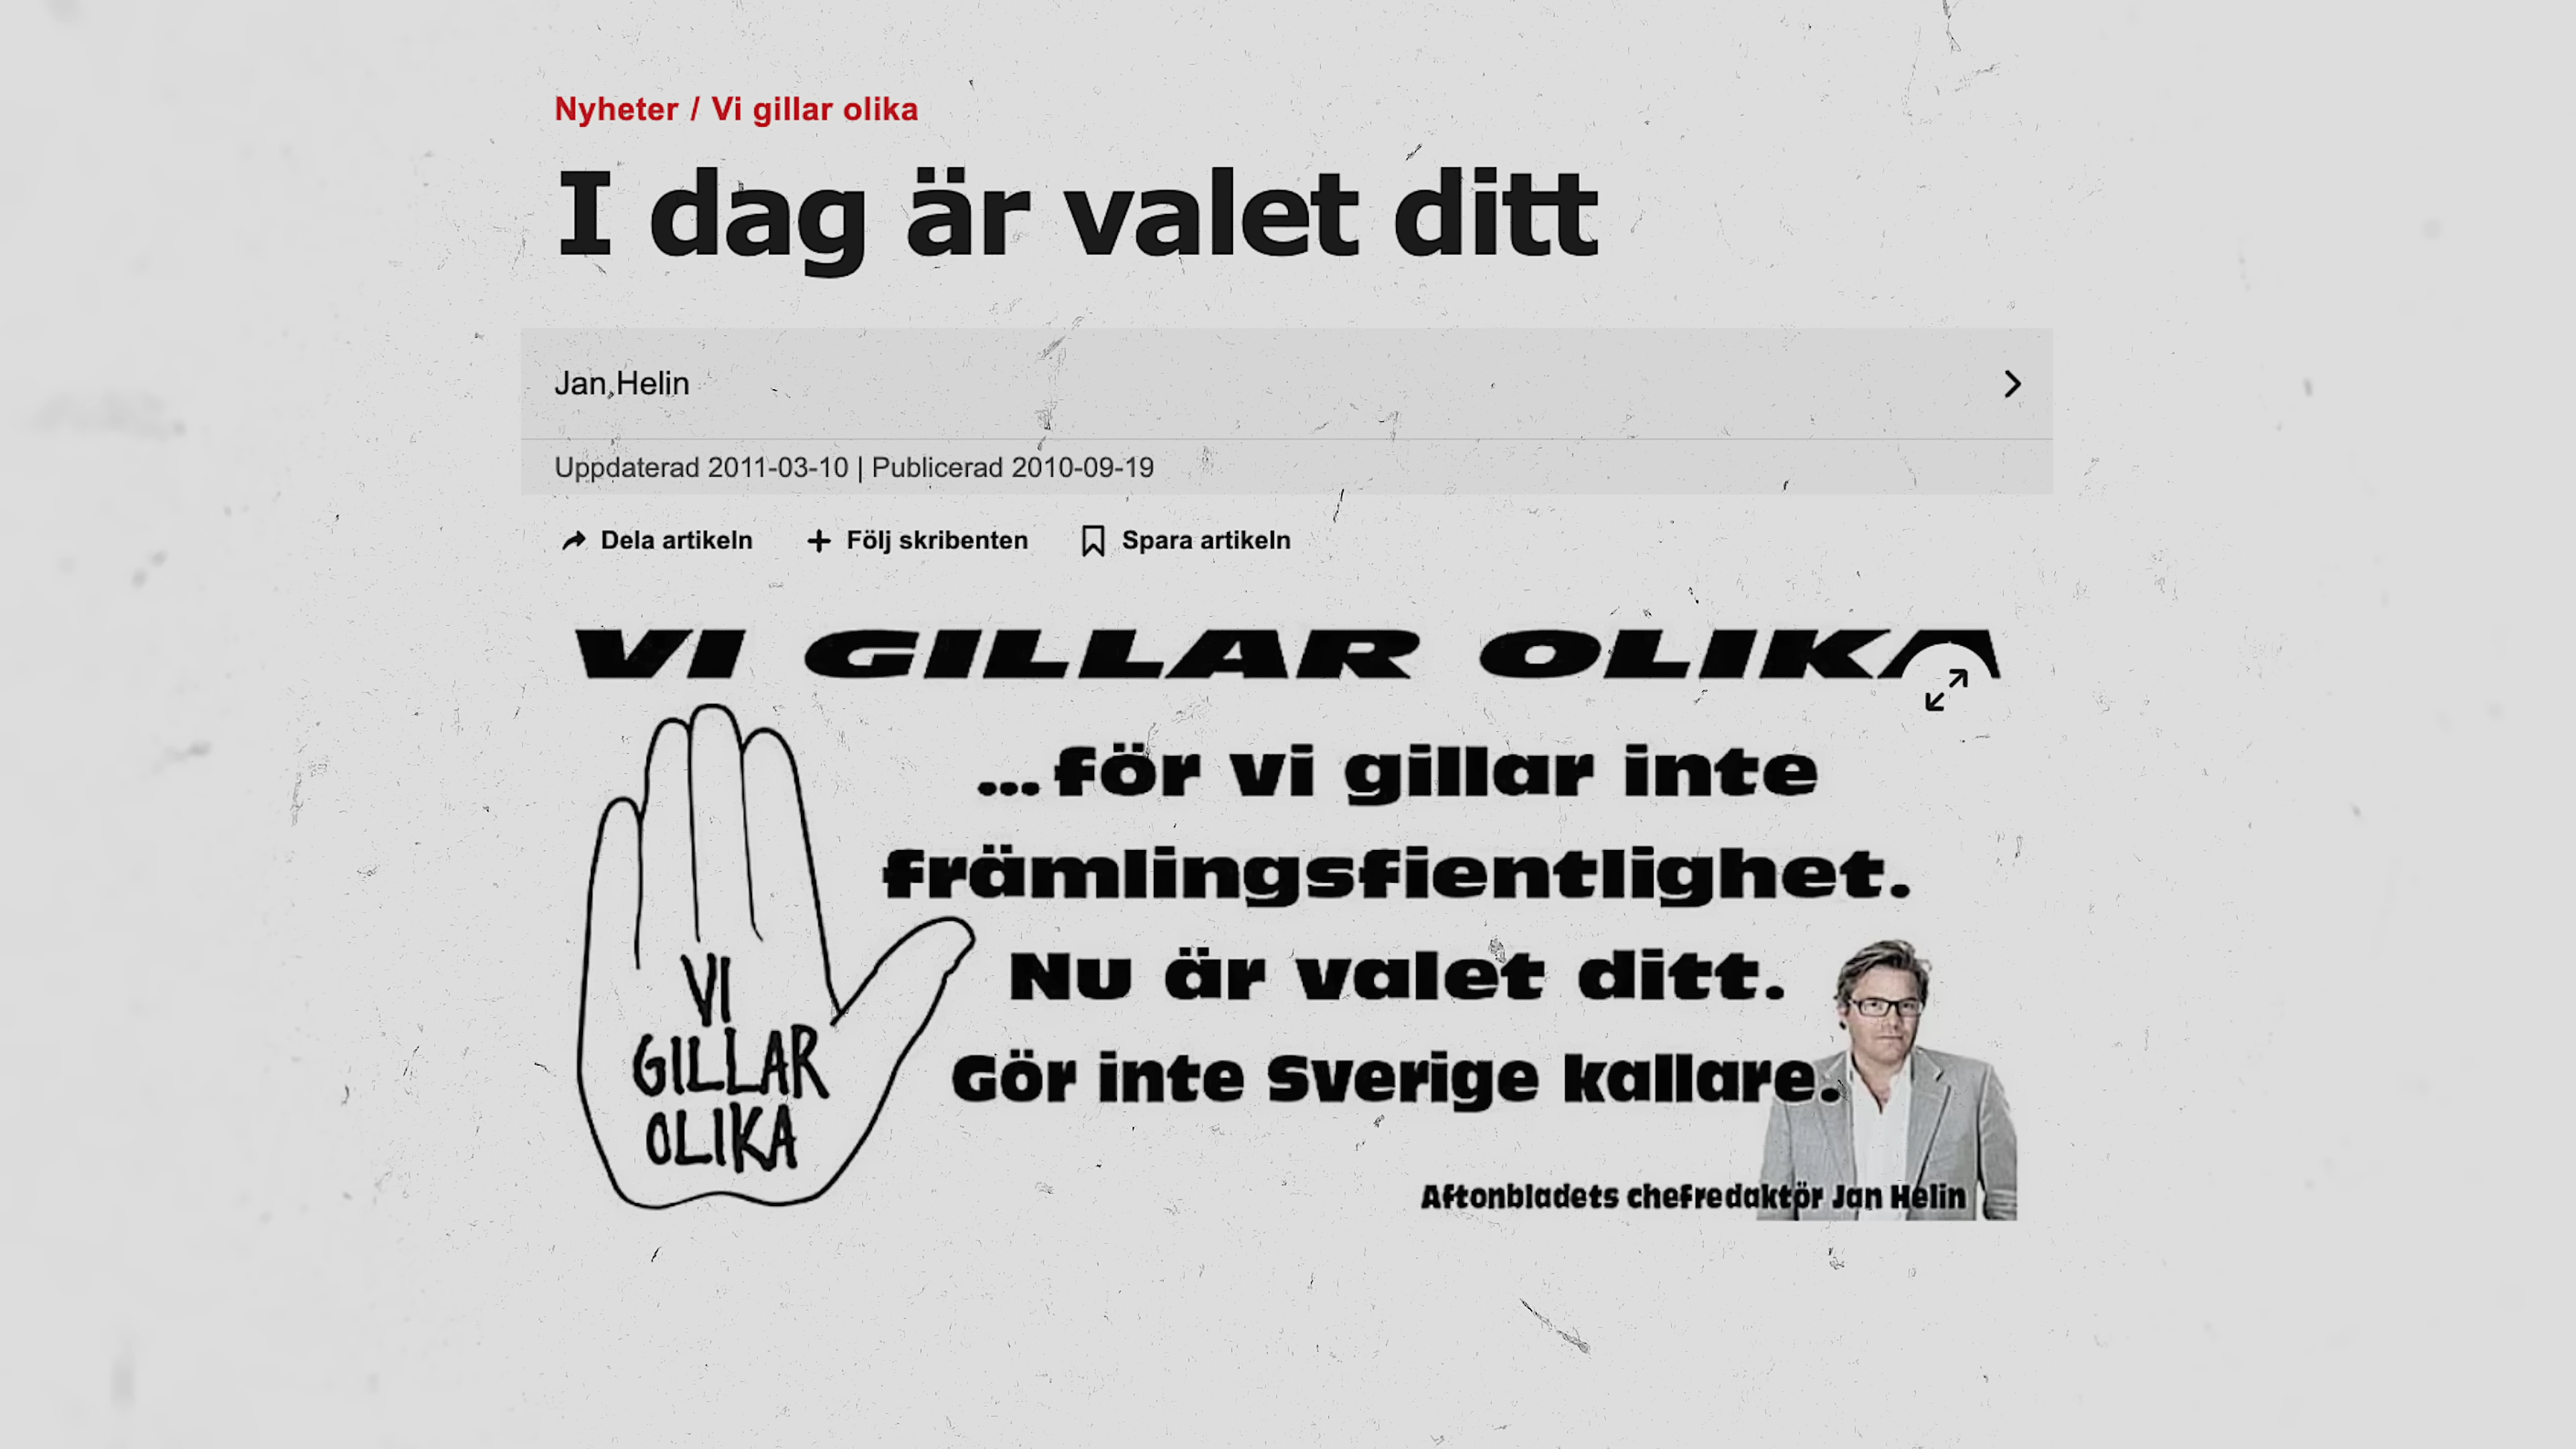 Nyheter / Vi gillar olika
I dag är valet ditt
Jan Helin
Uppdaterad 2011-03-10 | Publicerad 2010-09-19
Dela artikeln
Följ skribenten
Spara artikeln
VI GILLAR OLIKA
... för vi gillar inte
främlingsfientlighet.
Nu är valet ditt.
Gör inte Sverige kallare.
VI
GILLAR
OLIKA
Aftonbladets chefredaktör Jan Helin